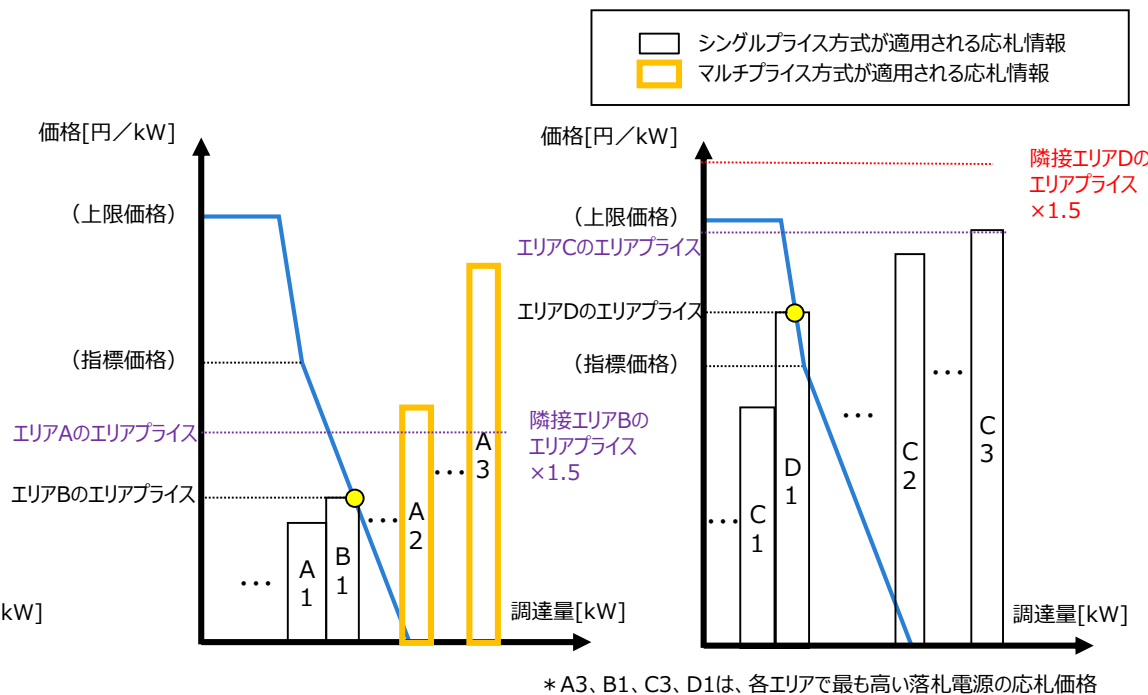 シングルプライス方式が適用される応札情報
マルチプライス方式が適用される応札情報
価格[円／kW]
（上限価格）
（指標価格）
エリアAのエリアプライス
エリアBのエリアプライス
隣接エリアBの
エリアプライス
×1.5
…
A
1
B
1
…
A
2
…
A
3
調達量[kW]
kW]
価格[円／kW]
隣接エリアDの
エリアプライス
×1.5
（上限価格）
エリアCのエリアプライス
エリアDのエリアプライス
（指標価格）
…
C
1
D
1
…
C
2
…
C
3
調達量[kW]
＊A3、B1、C3、D1は、各エリアで最も高い落札電源の応札価格